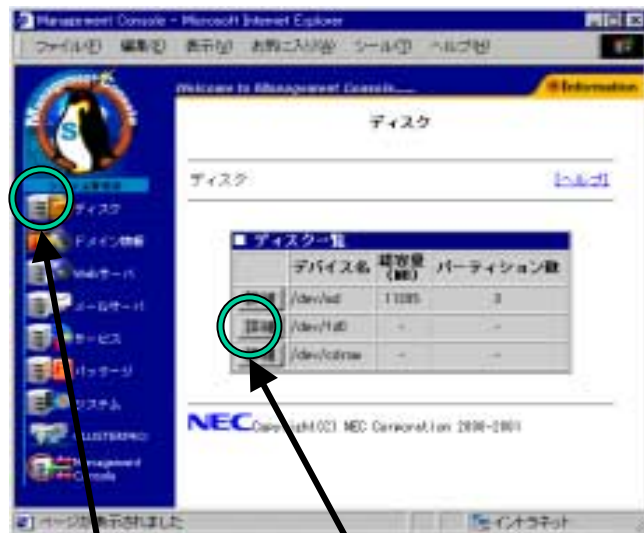 Management Console - Microsoft Internet Explorer
ファイル(F) 編集(E) 表示(V) お気に入り(A) ツール(T) ヘルプ(H)
Management Console
S
Welcome to Management Console
Information
ディスク
ディスク
[ヘルプ]
ディスク
ドメイン情報
Webサーバ
メールサーバ
サービス
パッケージ
システム
CLUSTERPRO
Management
Console
■ ディスク一覧
デバイス名 総容量(MB) パーティション数
詳細 /dev/sd 3
詳細 /dev/fd0 - -
詳細 /dev/cdrom - -
NEC Copyright(C) NEC Corporation 2000-2001
ページが表示されました
イントラネット